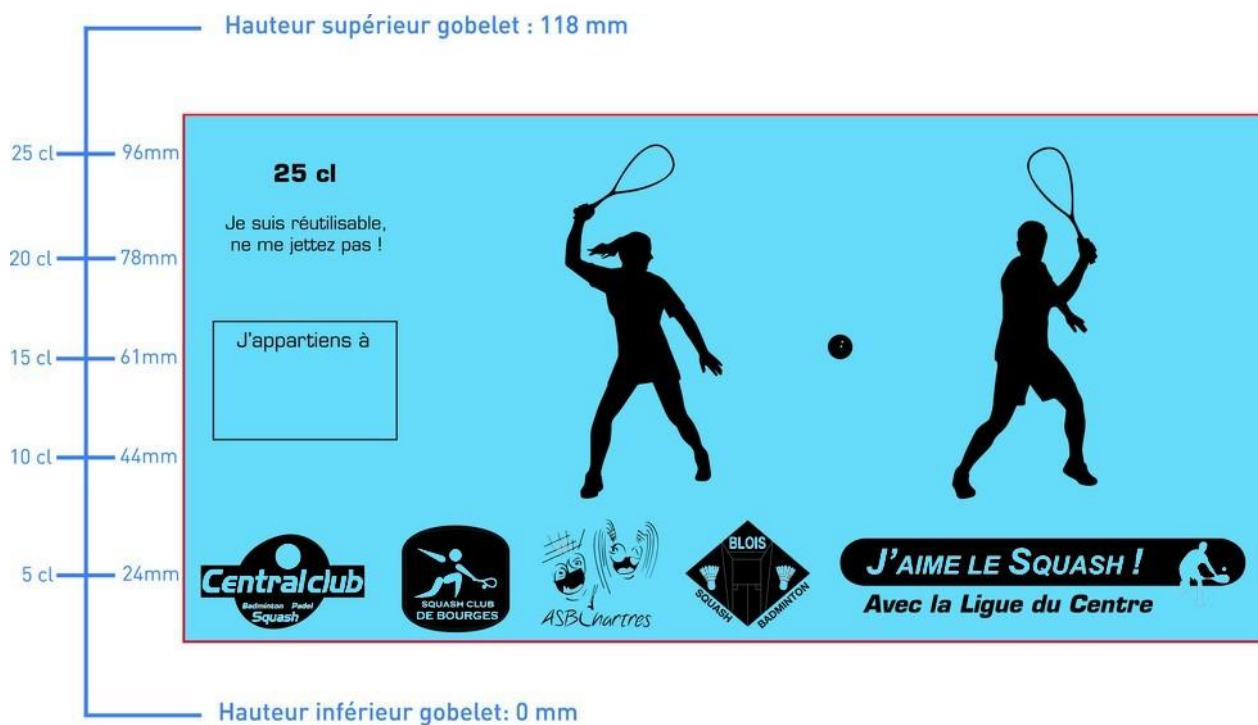 Hauteur supérieur gobelet : 118 mm
25 cl 96mm
20 cl 78mm
15 cl 61mm
10 cl 44mm
5 cl 24mm
25 cl
Je suis réutilisable,
ne me jettez pas !
J'appartiens à
Centralclub
Badminton Padel
Squash
SQUASH CLUB
DE BOURGES
ASBChartres
BLOIS
SQUASH
BADMINTON
J'AIME LE SQUASH !
Avec la Ligue du Centre
Hauteur inférieur gobelet: 0 mm